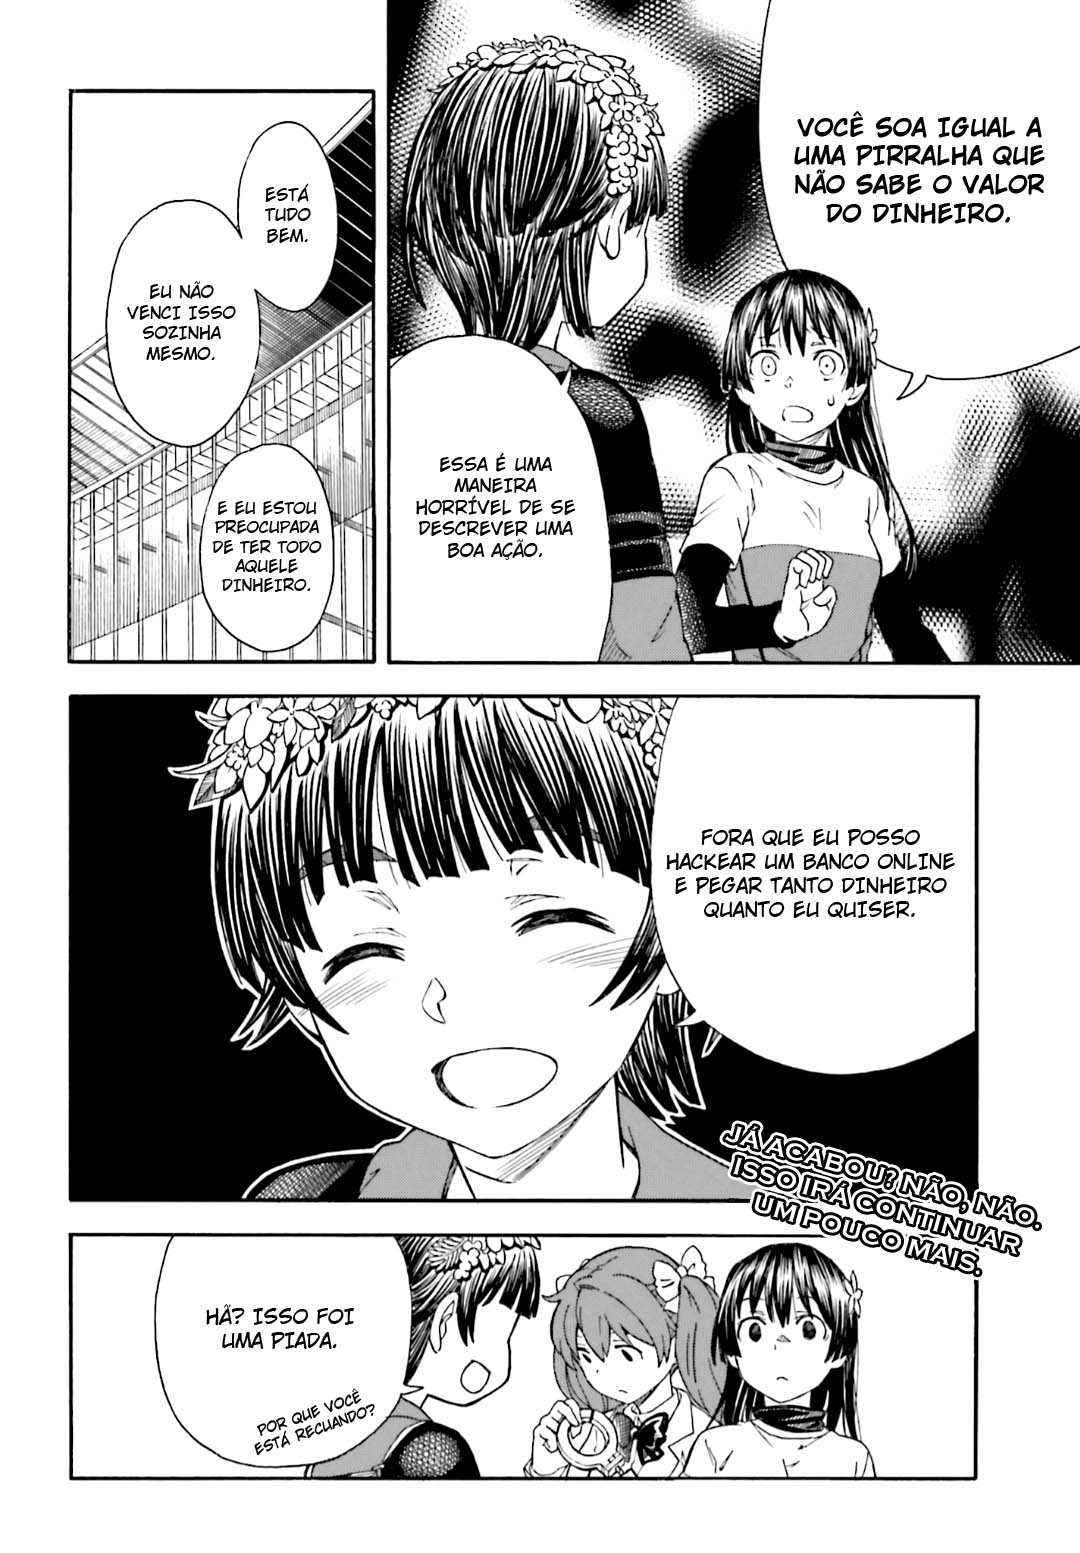 VOCÊ SOA IGUAL A
UMA PIRRALHA QUE
NÃO SABE O VALOR
DO DINHEIRO.
ESSA É UMA
MANEIRA
HORRÍVEL DE SE
DESCREVER UMA
BOA AÇÃO.
ESTÁ
TUDO
BEM.
EU NÃO
VENCI ISSO
SOZINHA
MESMO.
E EU ESTOU
PREOCUPADA
DE TER TODO
AQUELE
DINHEIRO.
FORA QUE EU POSSO
HACKEAR UM BANCO ONLINE
E PEGAR TANTO DINHEIRO
QUANTO EU QUISER.
JÁ ACABOU? NÃO, NÃO.
ISSO IRÁ CONTINUAR
UM POUCO MAIS.
HÃ? ISSO FOI
UMA PIADA.
POR QUE VOCÊ
ESTÁ RECUANDO?